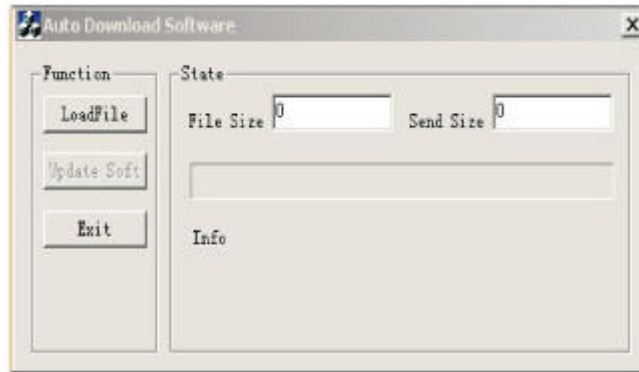 Auto Download Software
X
Function
LoadFile
Update Soft
Exit
State
File Size 0
Send Size 0
Info